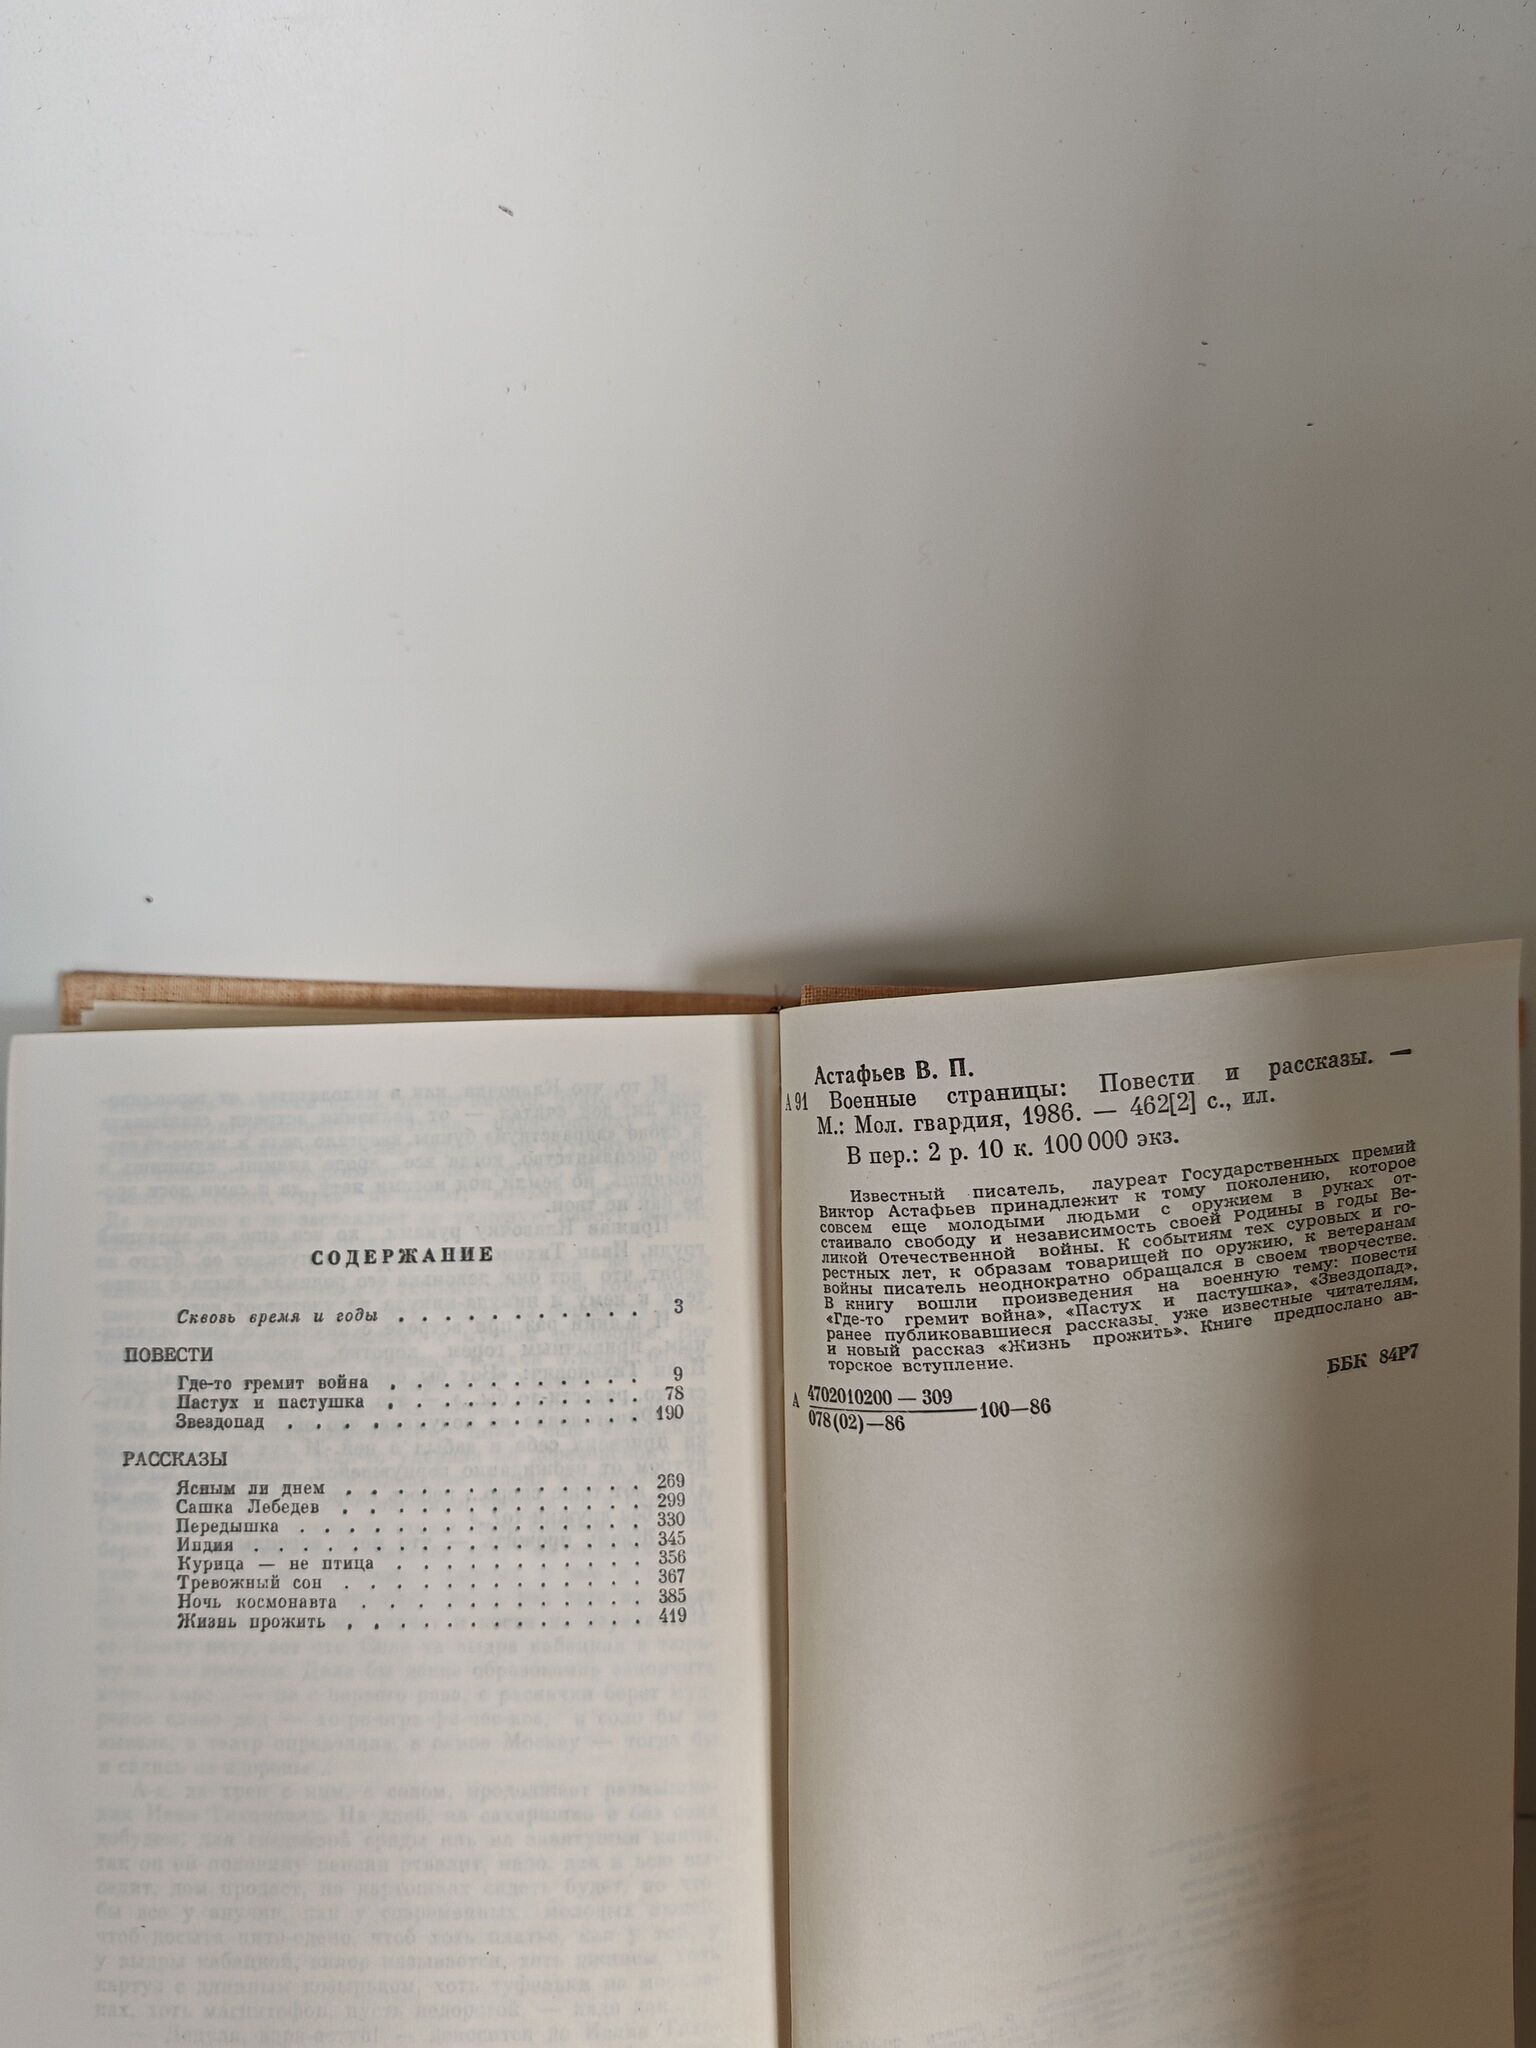 СОДЕРЖАНИЕ
Сквозь время и годы . . . . . . . . . . 3
ПОВЕСТИ
Где-то гремит война . . . . . . . . . . 9
Пастух и пастушка . . . . . . . . . . 78
Звездопад . . . . . . . . . . . . . . 190
РАССКАЗЫ
Ясным ли днем . . . . . . . . . . . . 269
Сашка Лебедев . . . . . . . . . . . . 299
Передышка . . . . . . . . . . . . . . 330
Индия . . . . . . . . . . . . . . . . 345
Курица — не птица . . . . . . . . . . 356
Тревожный сон . . . . . . . . . . . . 367
Ночь космонавта . . . . . . . . . . . 385
Жизнь прожить . . . . . . . . . . . . 419
Астафьев В. П.
А 91 Военные страницы: Повести и рассказы. —
М.: Мол. гвардия, 1986. — 462[2] с., ил.
В пер.: 2 р. 10 к. 100 000 экз.
Известный писатель, лауреат Государственных премий
Виктор Астафьев принадлежит к тому поколению, которое
совсем еще молодыми людьми с оружием в руках от-
стаивало свободу и независимость своей Родины в годы Ве-
ликой Отечественной войны. К событиям тех суровых и го-
рестных лет, к образам товарищей по оружию, к ветеранам
войны писатель неоднократно обращался в своем творчестве.
В книгу вошли произведения на военную тему: повести
«Где-то гремит война», «Пастух и пастушка», «Звездопад»,
ранее публиковавшиеся рассказы, уже известные читателям,
и новый рассказ «Жизнь прожить». Книге предпослано ав-
торское вступление.
ББК 84Р7
А 4702010200 — 309
078(02)—86 —100—86